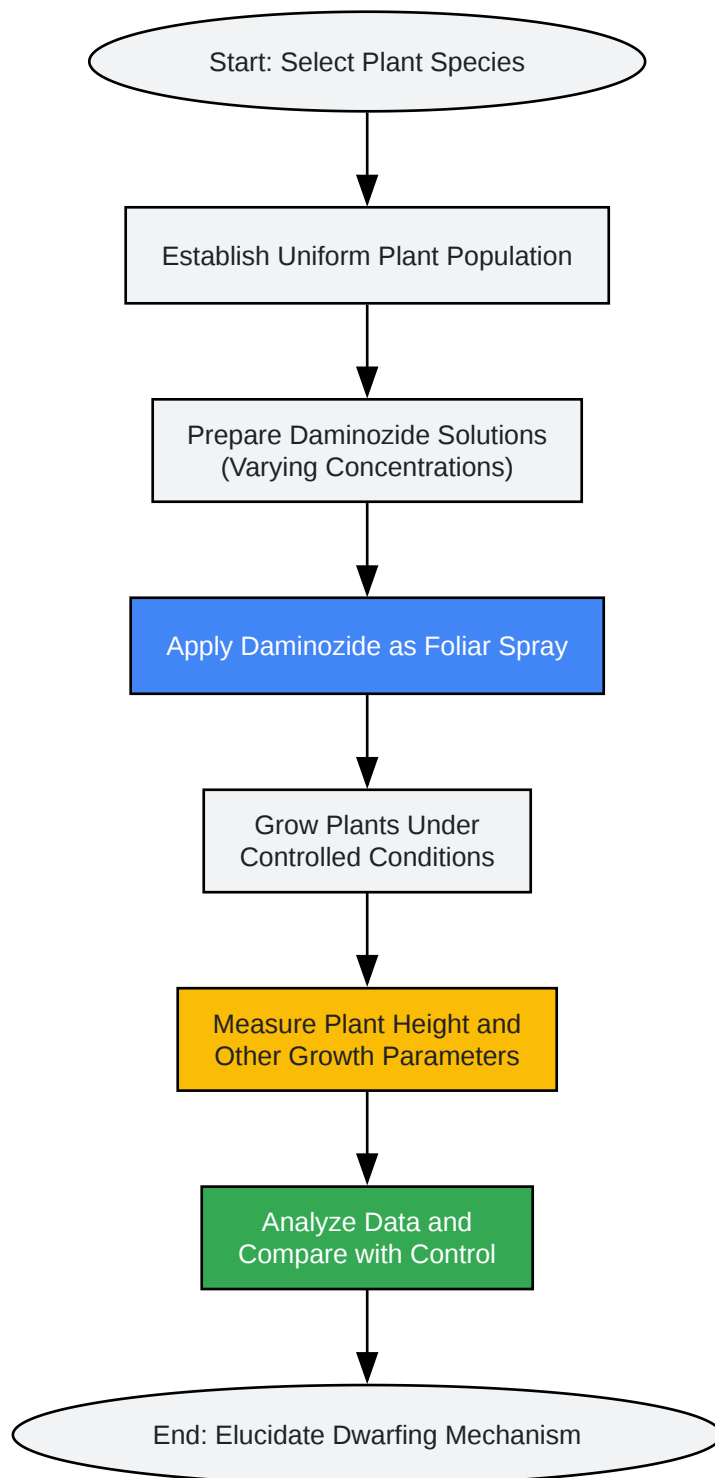 Start: Select Plant Species
Establish Uniform Plant Population
Prepare Daminozide Solutions
(Varying Concentrations)
Apply Daminozide as Foliar Spray
Grow Plants Under
Controlled Conditions
Measure Plant Height and
Other Growth Parameters
Analyze Data and
Compare with Control
End: Elucidate Dwarfing Mechanism